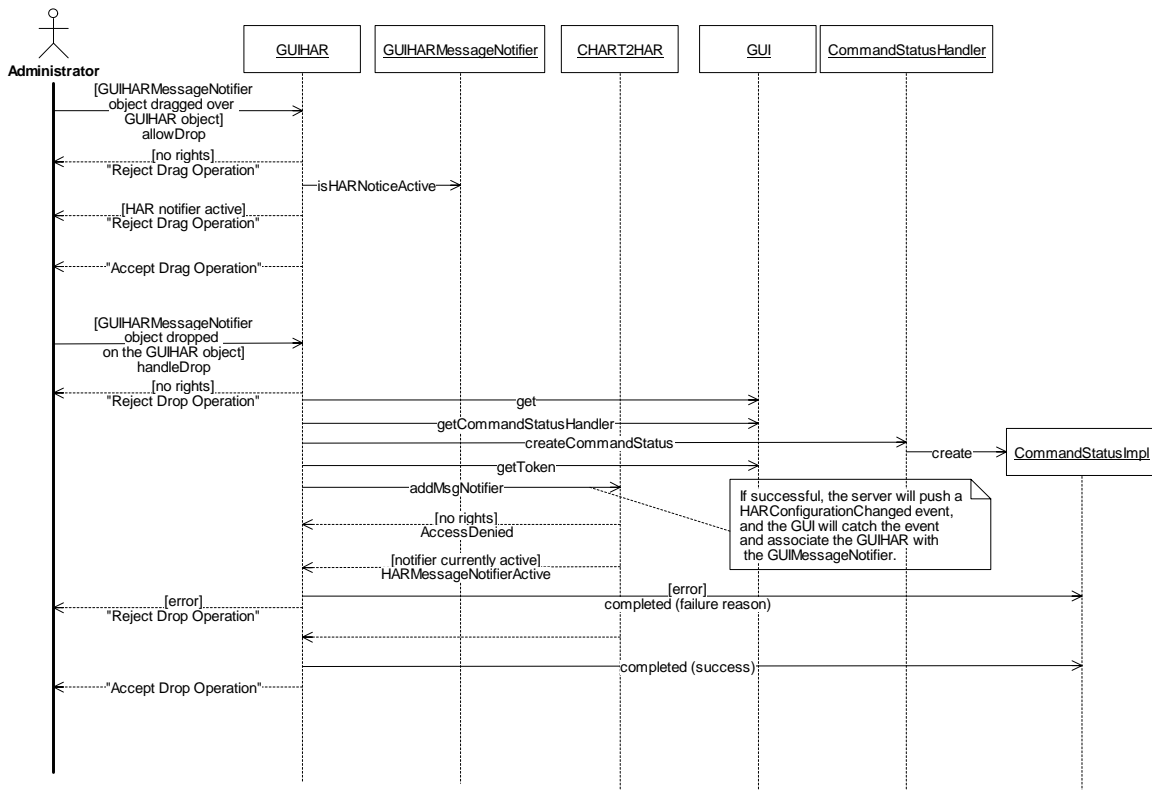 Administrator
GUIHAR
GUIHARMessageNotifier
CHART2HAR
GUI
CommandStatusHandler
[GUIHARMessageNotifier
object dragged over
GUIHAR object]
allowDrop
[no rights]
"Reject Drag Operation"
isHARNoticeActive
[HAR notifier active]
"Reject Drag Operation"
"Accept Drag Operation"
[GUIHARMessageNotifier
object dropped
on the GUIHAR object]
handleDrop
[no rights]
"Reject Drop Operation"
get
getCommandStatusHandler
createCommandStatus
create
CommandStatusImpl
getToken
addMsgNotifier
If successful, the server will push a
HARConfigurationChanged event,
and the GUI will catch the event
and associate the GUIHAR with
the GUIMessageNotifier.
[no rights]
AccessDenied
[notifier currently active]
HARMessageNotifierActive
[error]
completed (failure reason)
[error]
"Reject Drop Operation"
completed (success)
"Accept Drop Operation"